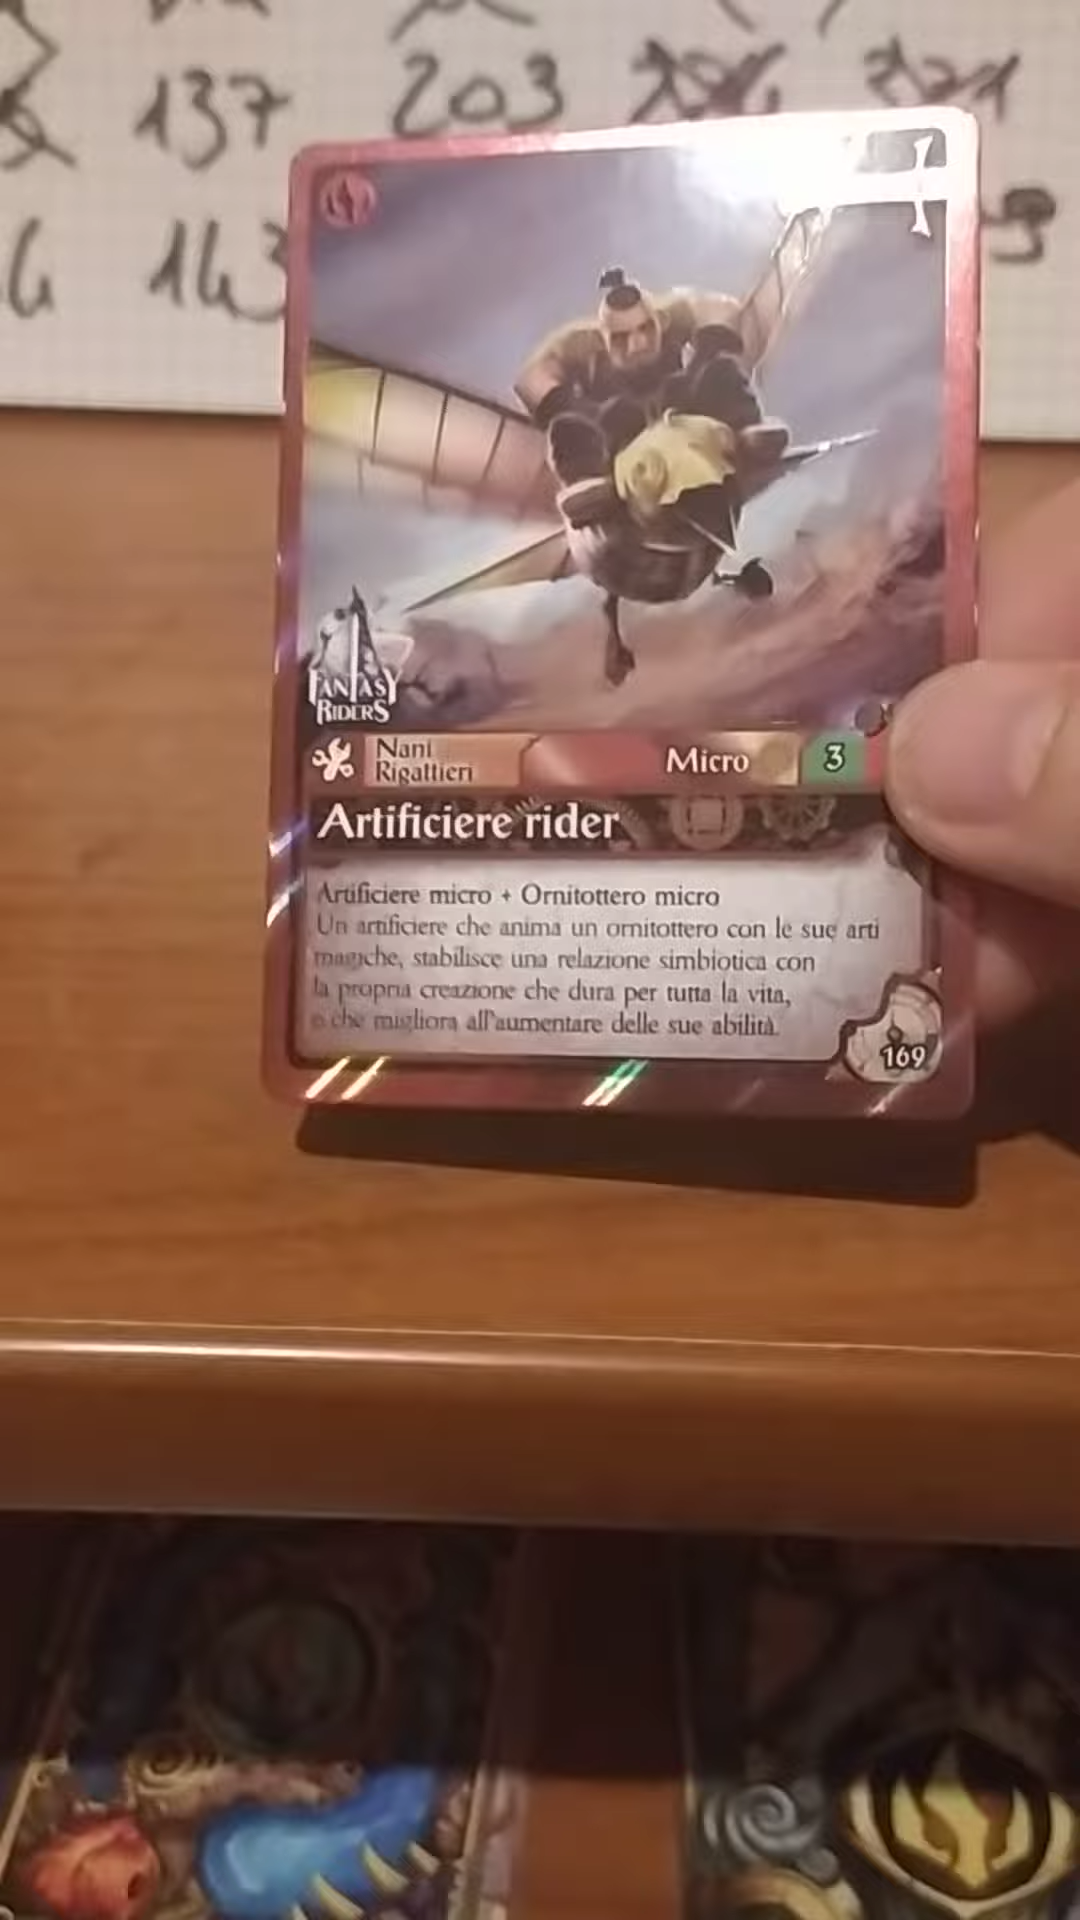 137 203
143
FANTASY
RIDERS
Nani
Rigattieri
Micro 3
Artificiere rider
Artificiere micro + Ornitottero micro
Un artificiere che anima un ornitottero con le sue arti
magiche, stabilisce una relazione simbiotica con
la propria creazione che dura per tutta la vita,
e che migliora all'aumentare delle sue abilità.
169